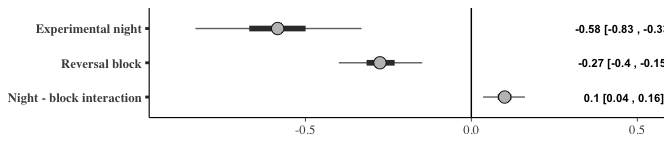 Experimental night -0.58 [-0.83 , -0.33
Reversal block -0.27 [-0.4 , -0.15
Night - block interaction 0.1 [0.04 , 0.16]
-0.5 0.0 0.5